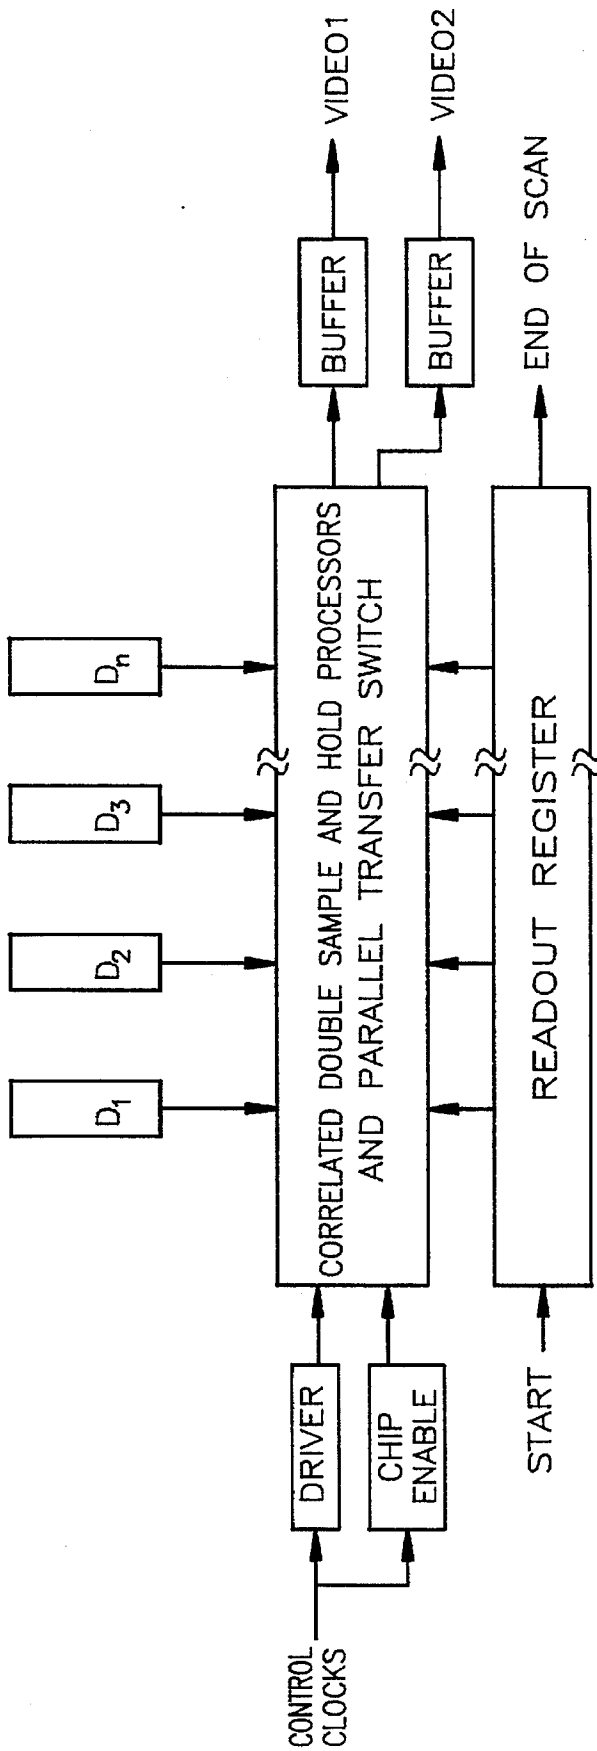 D1
D2
D3
Dn
CONTROL
CLOCKS
DRIVER
CHIP
ENABLE
CORRELATED DOUBLE SAMPLE AND HOLD PROCESSORS
AND PARALLEL TRANSFER SWITCH
BUFFER
VIDEO1
BUFFER
VIDEO2
START
READOUT REGISTER
END OF SCAN